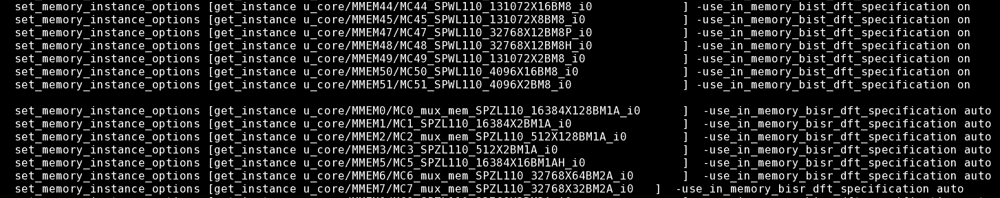 set_memory_instance_options [get_instance u_core/MMEM44/MC44_SPWL110_131072X16BM8_i0 ] -use_in_memory_bist_dft_specification on
set_memory_instance_options [get_instance u_core/MMEM45/MC45_SPWL110_131072X8BM8_i0 ] -use_in_memory_bist_dft_specification on
set_memory_instance_options [get_instance u_core/MMEM47/MC47_SPWL110_32768X12BM8P_i0 ] -use_in_memory_bist_dft_specification on
set_memory_instance_options [get_instance u_core/MMEM48/MC48_SPWL110_32768X12BM8H_i0 ] -use_in_memory_bist_dft_specification on
set_memory_instance_options [get_instance u_core/MMEM49/MC49_SPWL110_131072X2BM8_i0 ] -use_in_memory_bist_dft_specification on
set_memory_instance_options [get_instance u_core/MMEM50/MC50_SPWL110_4096X16BM8_i0 ] -use_in_memory_bist_dft_specification on
set_memory_instance_options [get_instance u_core/MMEM51/MC51_SPWL110_4096X2BM8_i0 ] -use_in_memory_bist_dft_specification on
set_memory_instance_options [get_instance u_core/MMEM0/MC0_mux_mem_SPZL110_16384X128BM1A_i0 ] -use_in_memory_bisr_dft_specification auto
set_memory_instance_options [get_instance u_core/MMEM1/MC1_SPZL110_16384X2BM1A_i0 ] -use_in_memory_bisr_dft_specification auto
set_memory_instance_options [get_instance u_core/MMEM2/MC2_mux_mem_SPZL110_512X128BM1A_i0 ] -use_in_memory_bisr_dft_specification auto
set_memory_instance_options [get_instance u_core/MMEM3/MC3_SPZL110_512X2BM1A_i0 ] -use_in_memory_bisr_dft_specification auto
set_memory_instance_options [get_instance u_core/MMEM5/MC5_SPZL110_16384X16BM1AH_i0 ] -use_in_memory_bisr_dft_specification auto
set_memory_instance_options [get_instance u_core/MMEM6/MC6_mux_mem_SPZL110_32768X64BM2A_i0 ] -use_in_memory_bisr_dft_specification auto
set_memory_instance_options [get_instance u_core/MMEM7/MC7_mux_mem_SPZL110_32768X32BM2A_i0 ] -use_in_memory_bisr_dft_specification auto